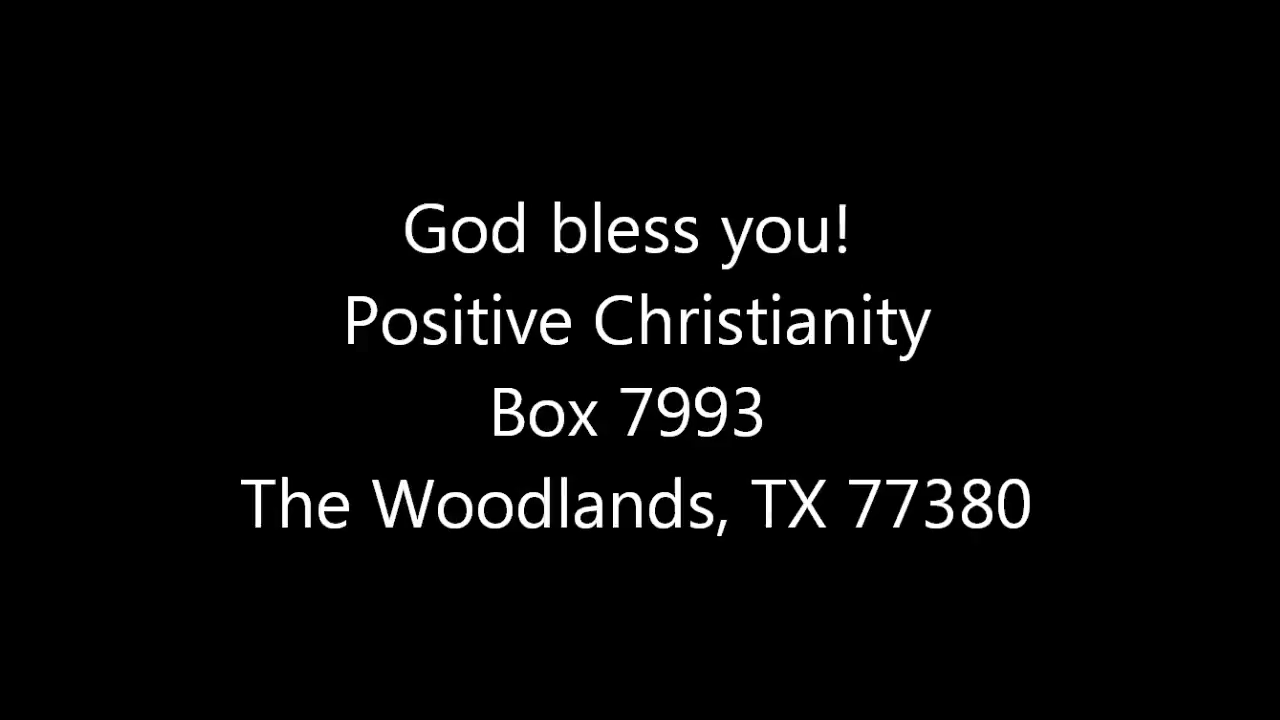 God bless you!
Positive Christianity
Box 7993
The Woodlands, TX 77380